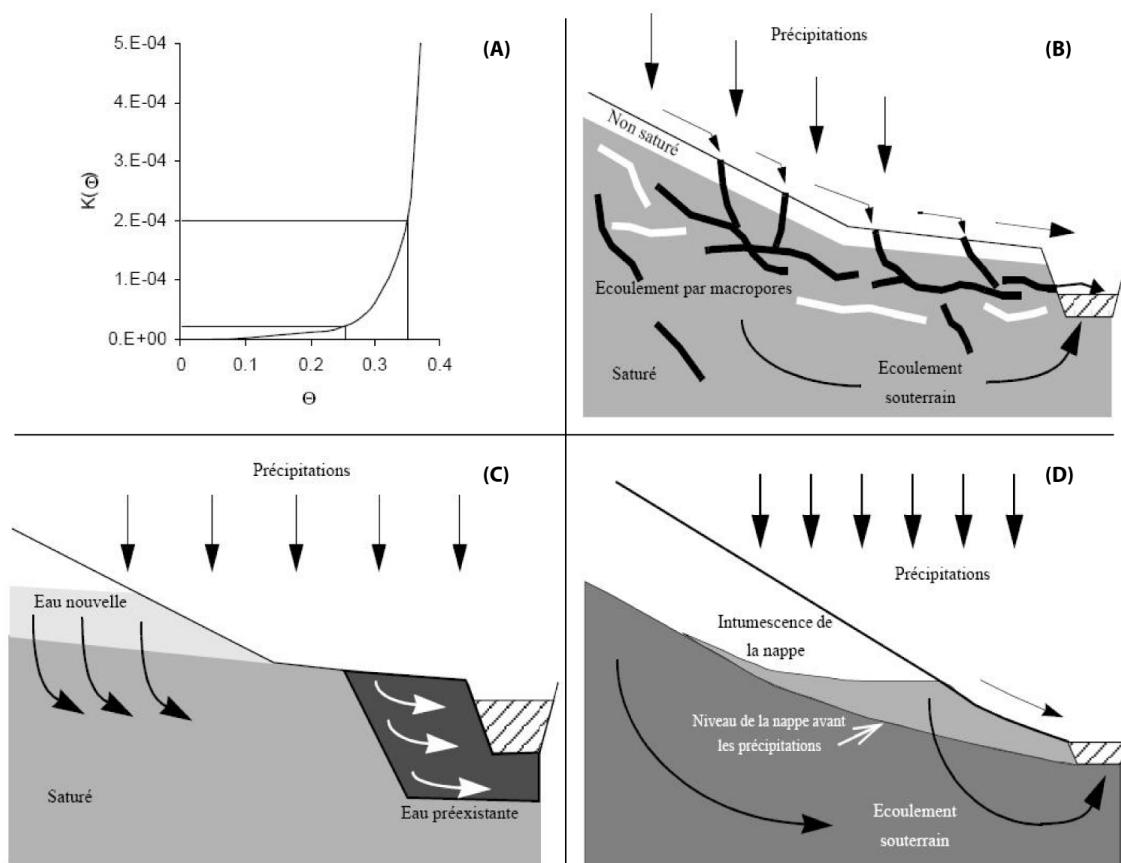 (A)
5.E-04
4.E-04
3.E-04
2.E-04
1.E-04
0.E+00
K(Θ)
0
0.1
0.2
0.3
0.4
Θ
(B)
Précipitations
Non saturé
Ecoulement par macropores
Saturé
Ecoulement
souterrain
(C)
Précipitations
Eau nouvelle
Saturé
Eau préexistante
(D)
Précipitations
Intumescence de
la nappe
Niveau de la nappe avant
les précipitations
Ecoulement
souterrain